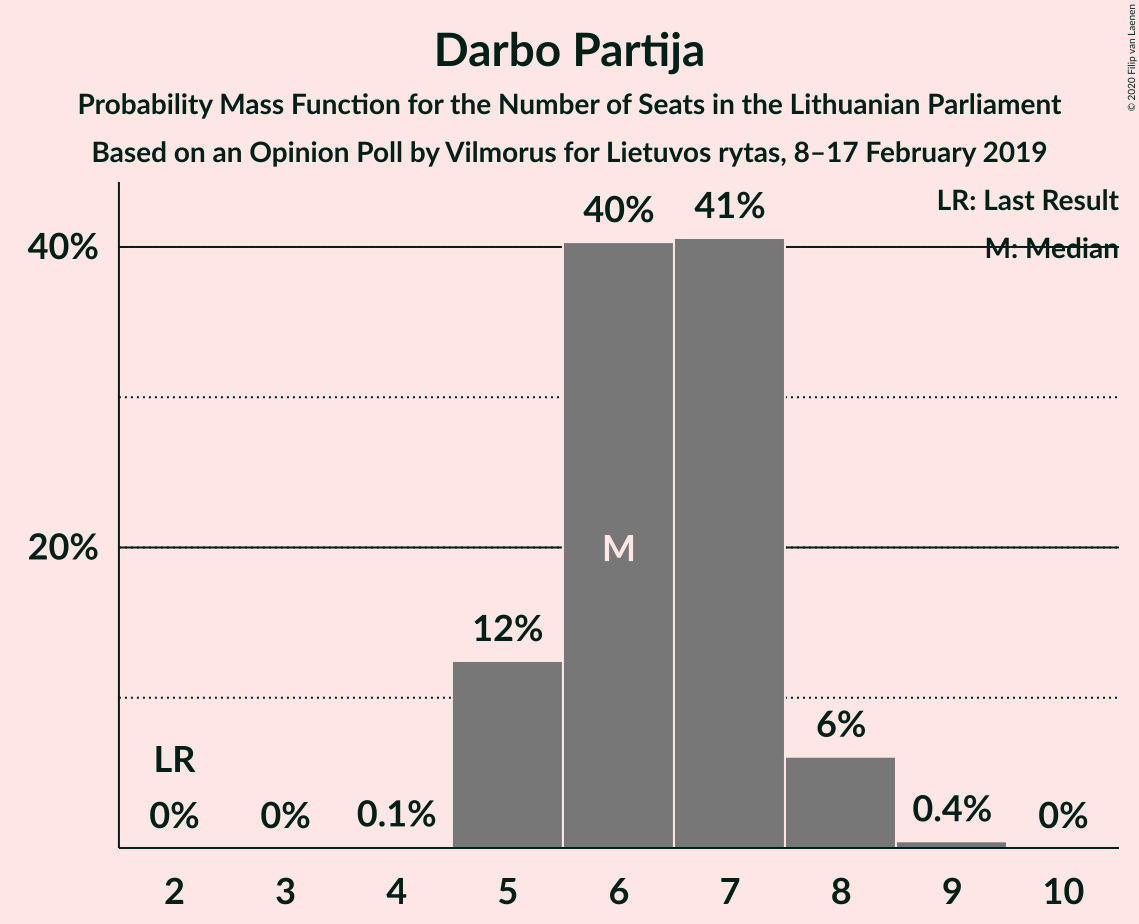 Darbo Partija
Probability Mass Function for the Number of Seats in the Lithuanian Parliament
Based on an Opinion Poll by Vilmorus for Lietuvos rytas, 8–17 February 2019
© 2020 Filip van Laenen
LR: Last Result
M: Median
40%
20%
LR
0%
0%
0.1%
12%
40%
M
41%
6%
0.4%
0%
2 3 4 5 6 7 8 9 10